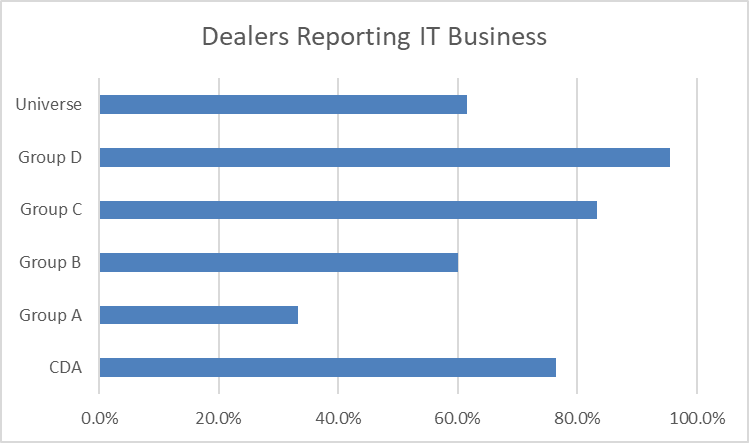 Dealers Reporting IT Business
Universe
Group D
Group C
Group B
Group A
CDA
0.0% 20.0% 40.0% 60.0% 80.0% 100.0%